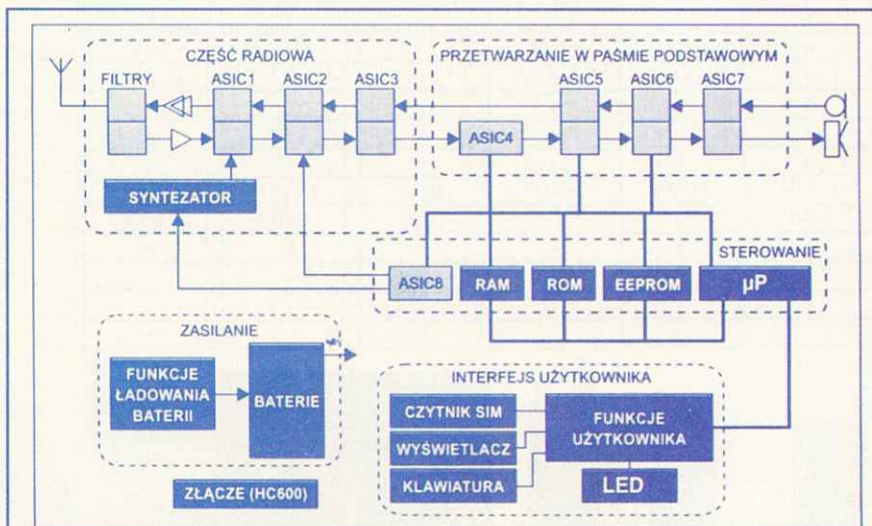 CZĘŚĆ RADIOWA
PRZETWARZANIE W PAŚMIE PODSTAWOWYM
FILTRY
ASIC1
ASIC2
ASIC3
ASIC5
ASIC6
ASIC7
ASIC4
SYNTEZATOR
STEROWANIE
ASIC8
RAM
ROM
EEPROM
µP
ZASILANIE
FUNKCJE
ŁADOWANIA
BATERII
BATERIE
INTERFEJS UŻYTKOWNIKA
CZYTNIK SIM
WYŚWIETLACZ
KLAWIATURA
FUNKCJE
UŻYTKOWNIKA
LED
ZŁĄCZE (HC600)